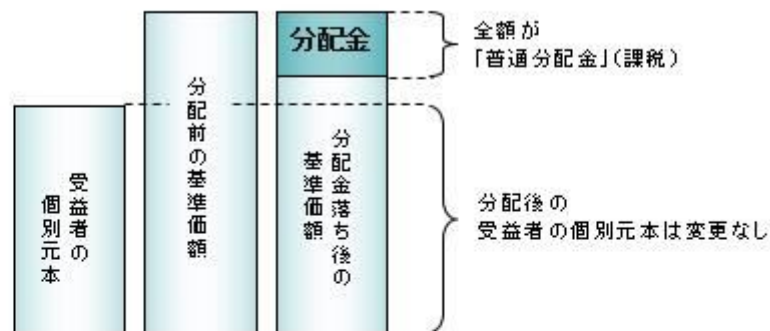 受益者の
個別元本
分配前の基準価額
分配金
分配金落ち後の
基準価額
全額が
「普通分配金」(課税)
分配後の
受益者の個別元本は変更なし